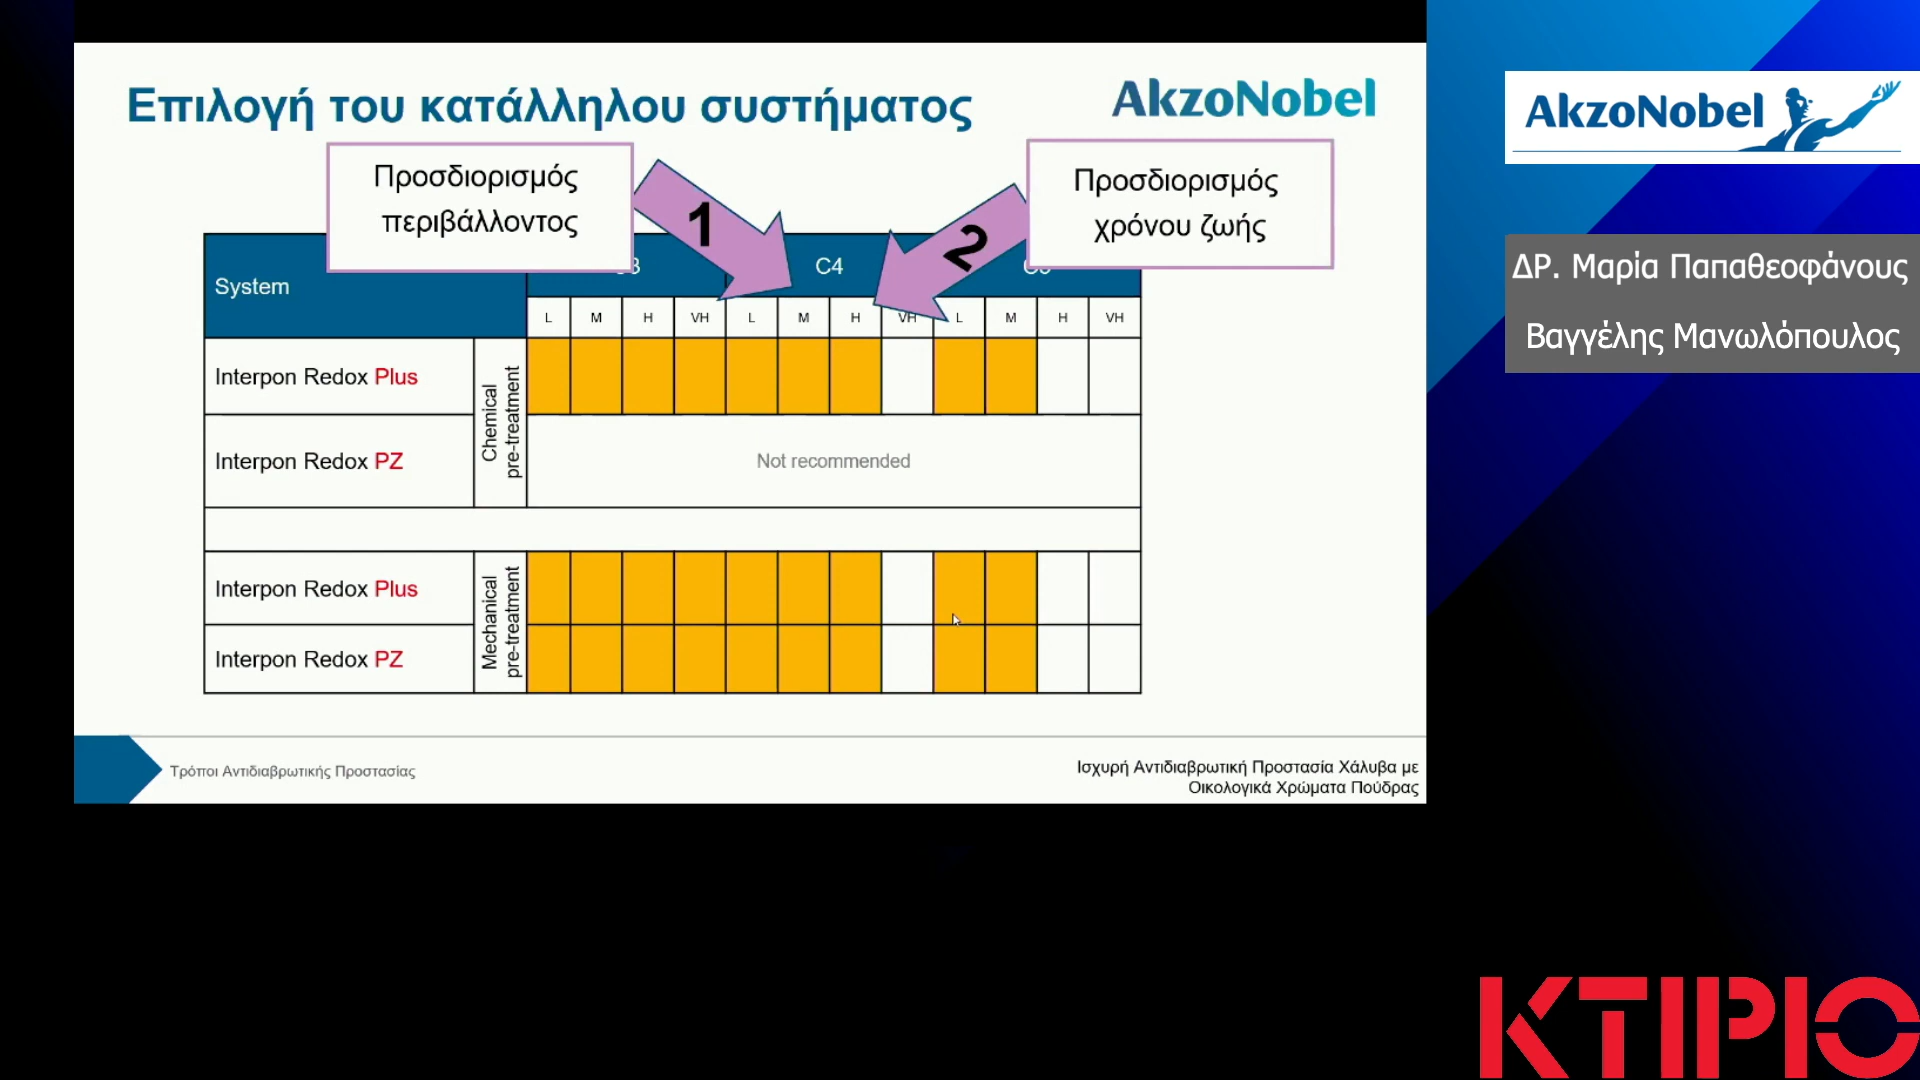 Επιλογή του κατάλληλου συστήματος
AkzoNobel
AkzoNobel
Προσδιορισμός
περιβάλλοντος
1
2
Προσδιορισμός
χρόνου ζωής
ΔΡ. Μαρία Παπαθεοφάνους
Βαγγέλης Μανωλόπουλος
System
C4
L M H VH L M H VH L M H VH
Interpon Redox Plus
Chemical
pre-treatment
Interpon Redox PZ
Not recommended
Interpon Redox Plus
Mechanical
pre-treatment
Interpon Redox PZ
Τρόποι Αντιδιαβρωτικής Προστασίας
Ισχυρή Αντιδιαβρωτική Προστασία Χάλυβα με
Οικολογικά Χρώματα Πούδρας
ΚΤΙΡΙΟ